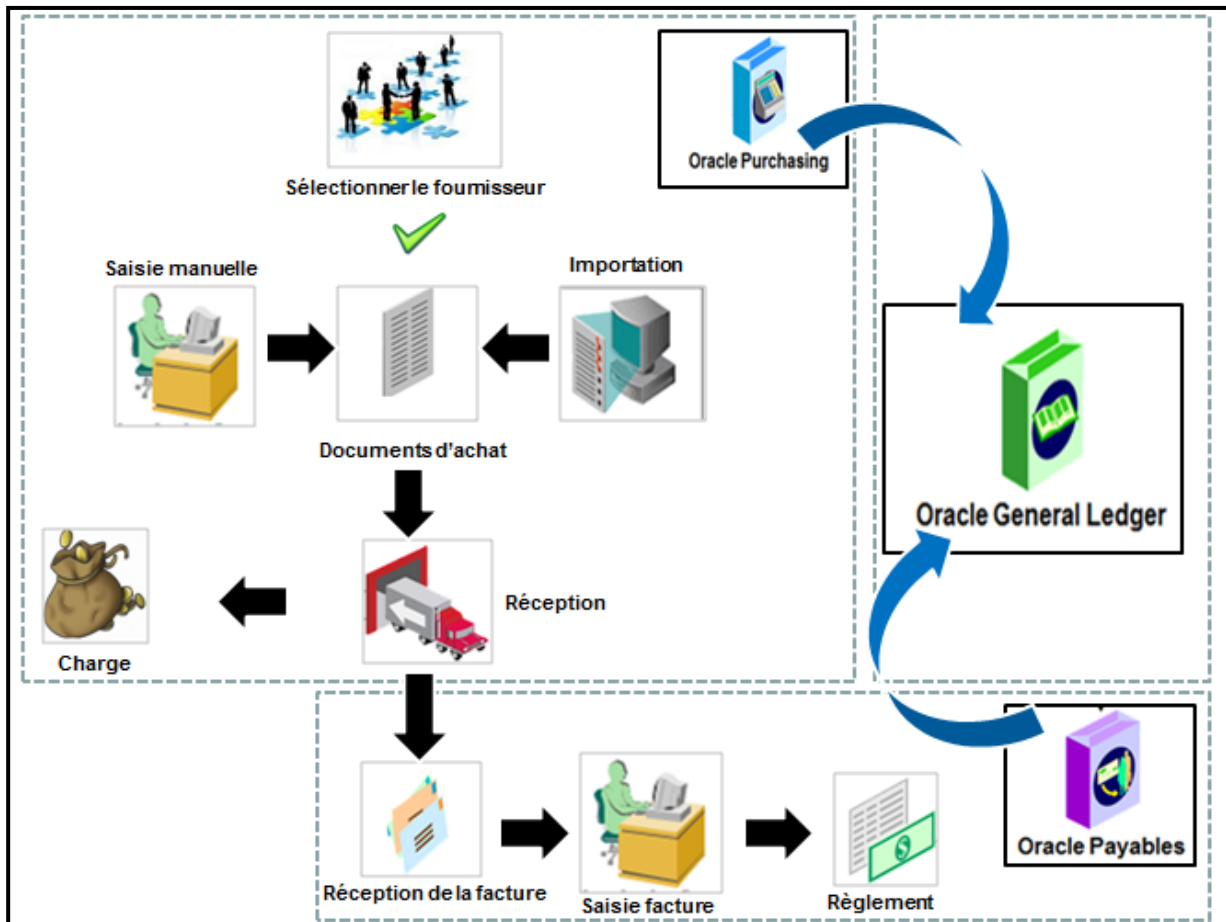 Oracle Purchasing
Sélectionner le fournisseur
Saisie manuelle
Importation
Documents d'achat
Oracle General Ledger
Réception
Charge
Réception de la facture
Saisie facture
Règlement
Oracle Payables